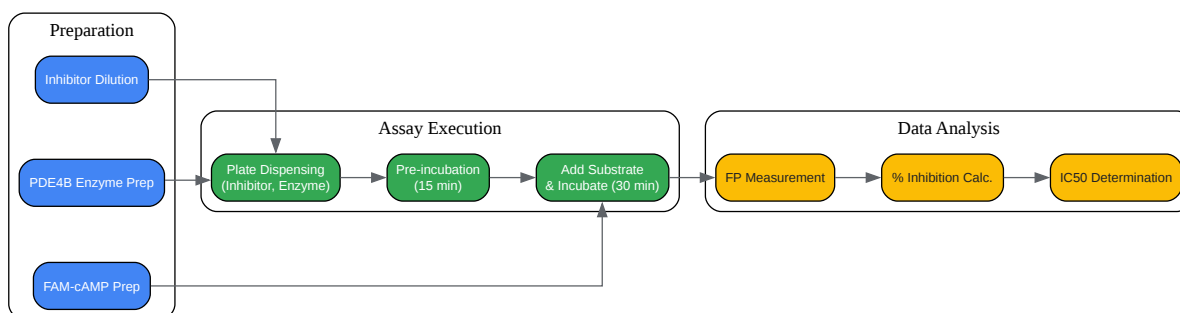 Preparation
Inhibitor Dilution
PDE4B Enzyme Prep
FAM-cAMP Prep
Assay Execution
Plate Dispensing
(Inhibitor, Enzyme)
Pre-incubation
(15 min)
Add Substrate
& Incubate (30 min)
Data Analysis
FP Measurement
% Inhibition Calc.
IC50 Determination